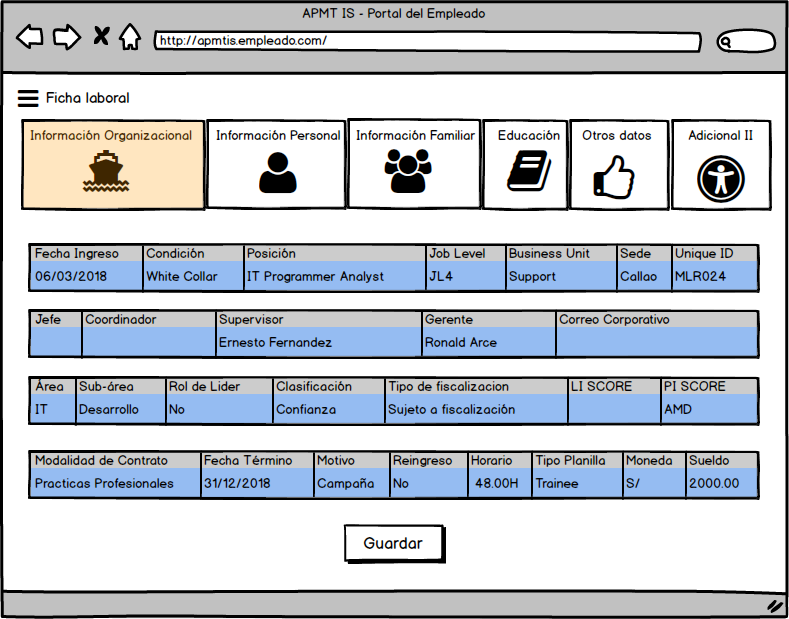 APMT IS - Portal del Empleado
http://apmtis.empleado.com/
Ficha laboral
Información Organizacional Información Personal Información Familiar Educación Otros datos Adicional II
Fecha Ingreso Condición Posición Job Level Business Unit Sede Unique ID
06/03/2018 White Collar IT Programmer Analyst JL4 Support Callao MLR024
Jefe Coordinador Supervisor Gerente Correo Corporativo
Ernesto Fernandez Ronald Arce
Área Sub-área Rol de Lider Clasificación Tipo de fiscalizacion LI SCORE PI SCORE
IT Desarrollo No Confianza Sujeto a fiscalización AMD
Modalidad de Contrato Fecha Término Motivo Reingreso Horario Tipo Planilla Moneda Sueldo
Practicas Profesionales 31/12/2018 Campaña No 48.00H Trainee S/ 2000.00
Guardar